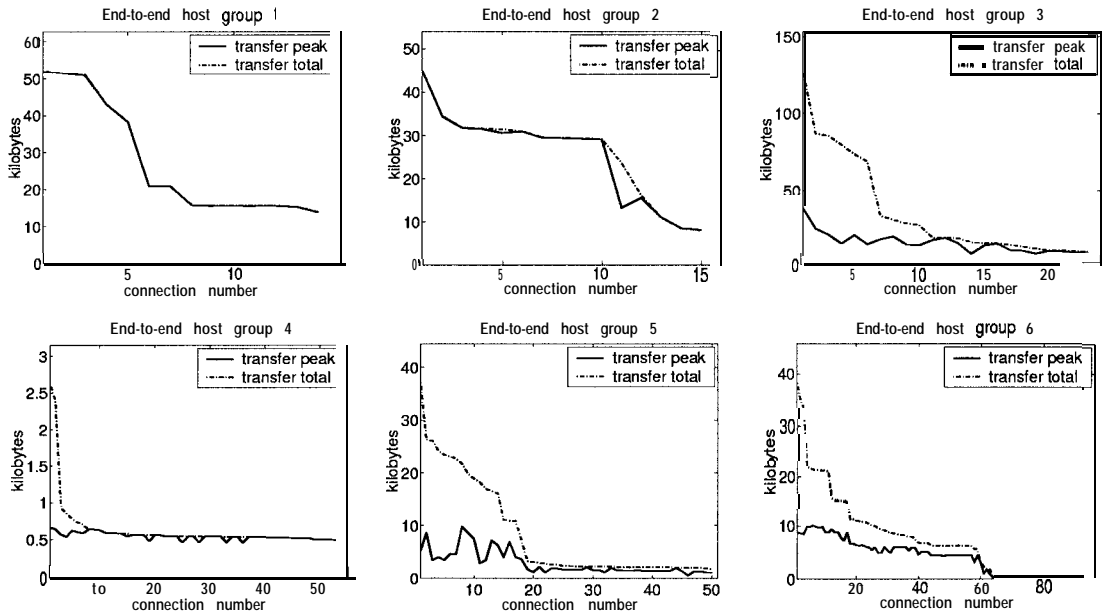 End-to-end host group 1
60
50
40
30
20
10
0
kilobytes
transfer peak
transfer total
5
10
connection number
End-to-end host group 2
50
40
30
20
10
0
kilobytes
transfer peak
transfer total
5
10
15
connection number
End-to-end host group 3
150
100
50
0
kilobytes
transfer peak
transfer total
5
10
15
20
connection number
End-to-end host group 4
3
2.5
2
1.5
1
0.5
0
kilobytes
transfer peak
transfer total
to
20
30
40
50
connection number
End-to-end host group 5
40
30
20
10
0
kilobytes
transfer peak
transfer total
10
20
30
40
50
connection number
End-to-end host group 6
40
30
20
10
0
kilobytes
transfer peak
transfer total
20
40
60
80
connection number